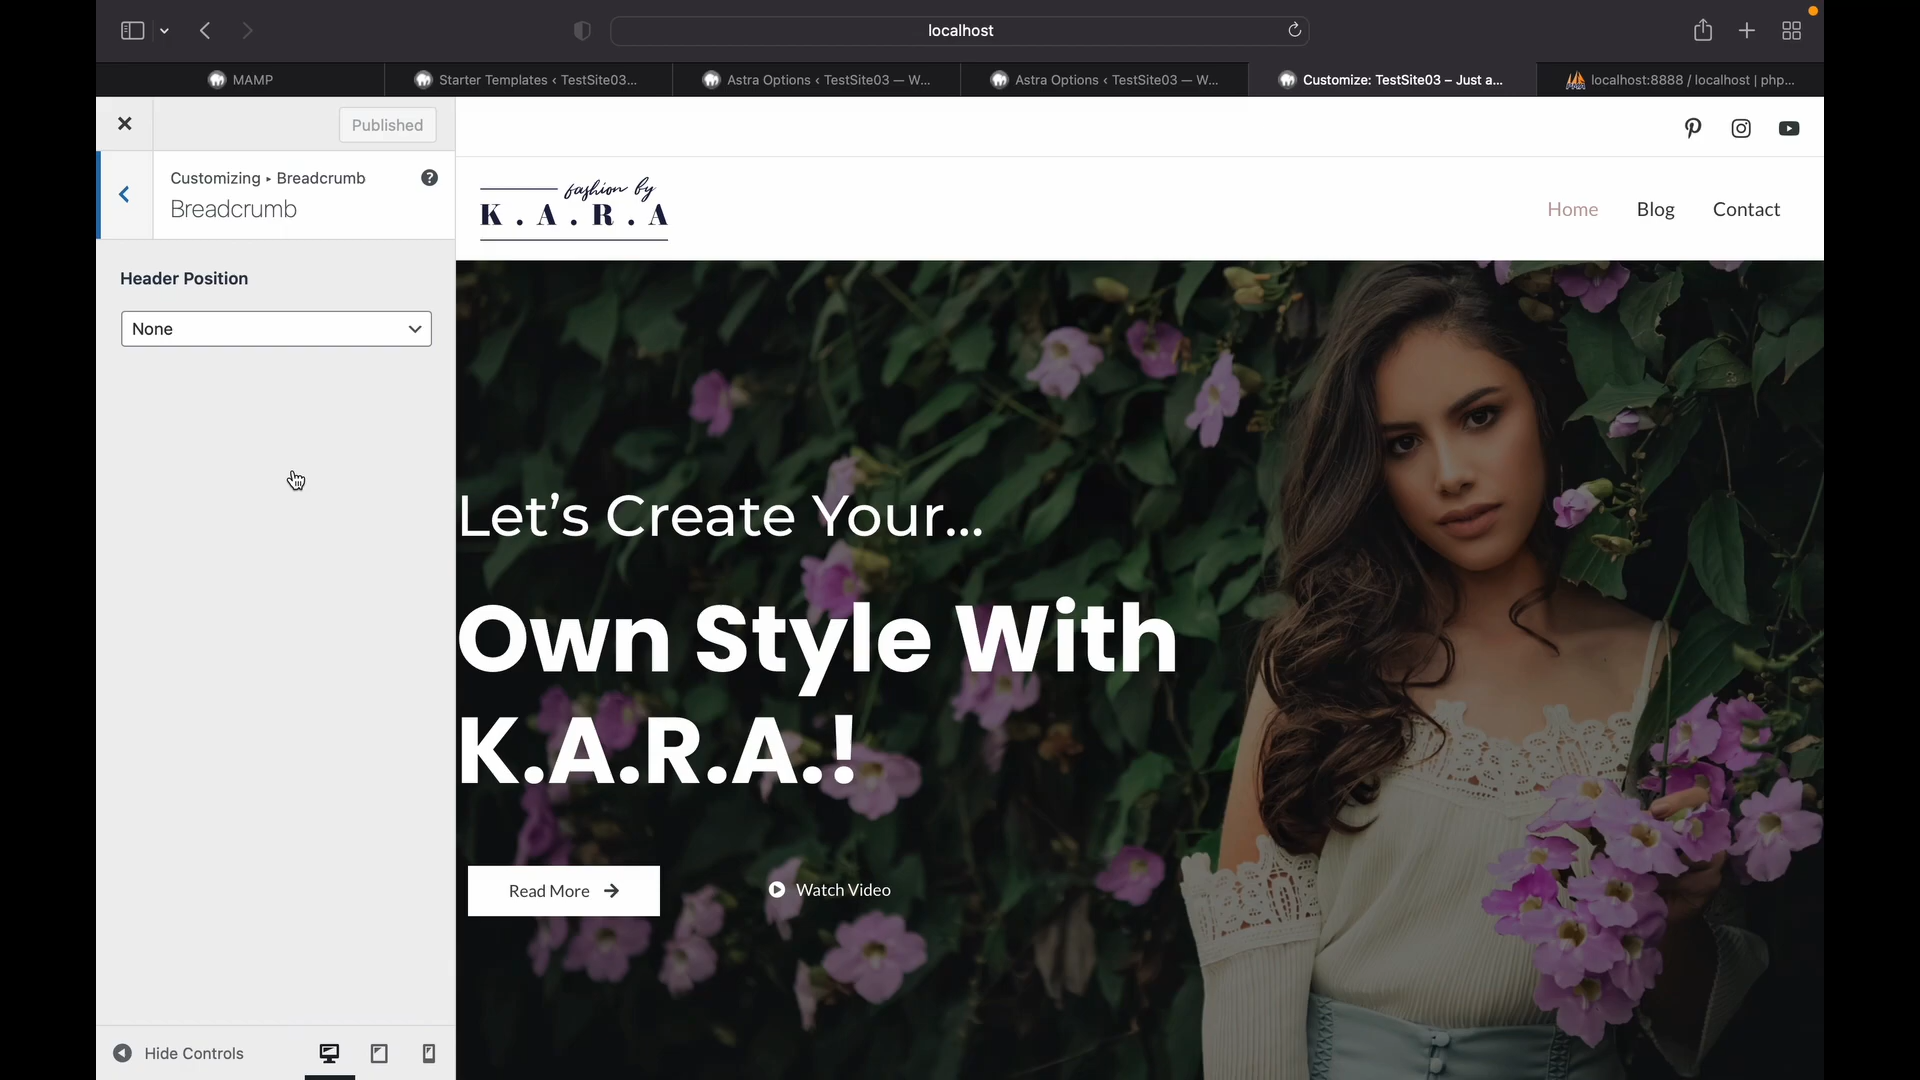 localhost
MAMP
Starter Templates ‹ TestSite03...
Astra Options ‹ TestSite03 — W...
Astra Options ‹ TestSite03 — W...
Customize: TestSite03 – Just a...
localhost:8888 / localhost | php...
Published
Customizing ▸ Breadcrumb
Breadcrumb
Header Position
None
Hide Controls
fashion by
K.A.R.A
Home
Blog
Contact
Let's Create Your...
Own Style With
K.A.R.A.!
Read More
Watch Video